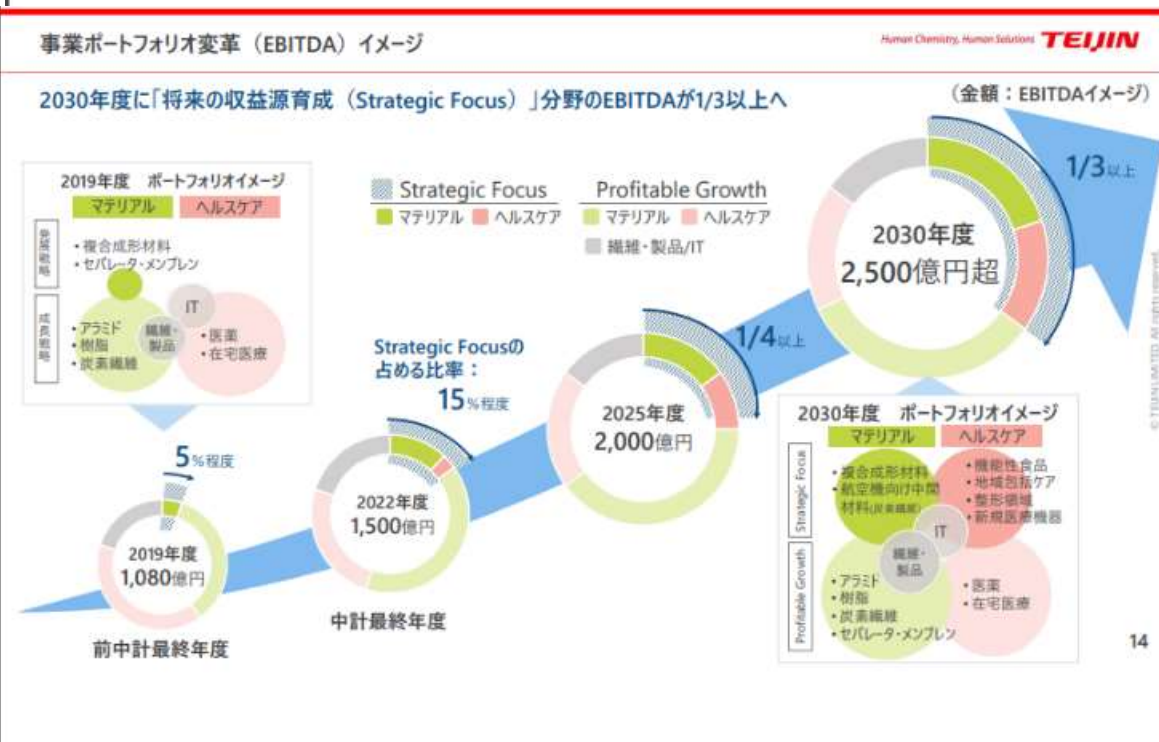 事業ポートフォリオ変革（EBITDA）イメージ
Human Chemistry, Human Solutions TEIJIN
2030年度に「将来の収益源育成（Strategic Focus）」分野のEBITDAが1/3以上へ
（金額：EBITDAイメージ）
2019年度 ポートフォリオイメージ
マテリアル ヘルスケア
発展戦略
・複合成形材料
・セパレータ・メンブレン
成長戦略
・アラミド
・樹脂
・炭素繊維
繊維・
製品
IT
・医薬
・在宅医療
Strategic Focus
マテリアル ヘルスケア
Profitable Growth
マテリアル ヘルスケア
繊維・製品/IT
5%程度
2019年度
1,080億円
前中計最終年度
Strategic Focusの
占める比率：
15%程度
2022年度
1,500億円
中計最終年度
1/4以上
2025年度
2,000億円
1/3以上
2030年度
2,500億円超
2030年度 ポートフォリオイメージ
マテリアル ヘルスケア
Strategic Focus
・複合成形材料
・航空機向け中間
材料(炭素繊維)
・機能性食品
・地域包括ケア
・整形領域
・新規医療機器
IT
繊維・
製品
Profitable Growth
・アラミド
・樹脂
・炭素繊維
・セパレータ・メンブレン
・医薬
・在宅医療
© TEIJIN LIMITED. All rights reserved.
14